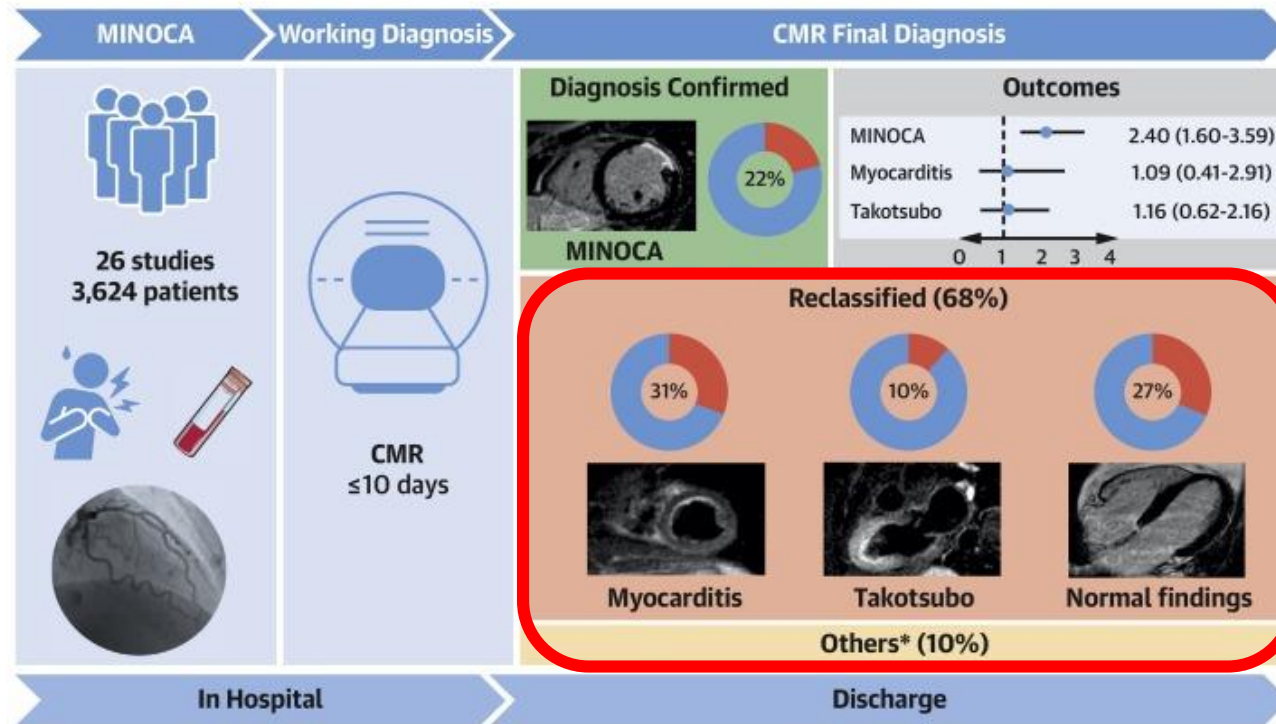 MINOCA
Working Diagnosis
CMR Final Diagnosis
26 studies
3,624 patients
CMR
≤10 days
Diagnosis Confirmed
22%
MINOCA
Outcomes
MINOCA 2.40 (1.60-3.59)
Myocarditis 1.09 (0.41-2.91)
Takotsubo 1.16 (0.62-2.16)
0 1 2 3 4
Reclassified (68%)
31% 10% 27%
Myocarditis Takotsubo Normal findings
Others* (10%)
In Hospital
Discharge